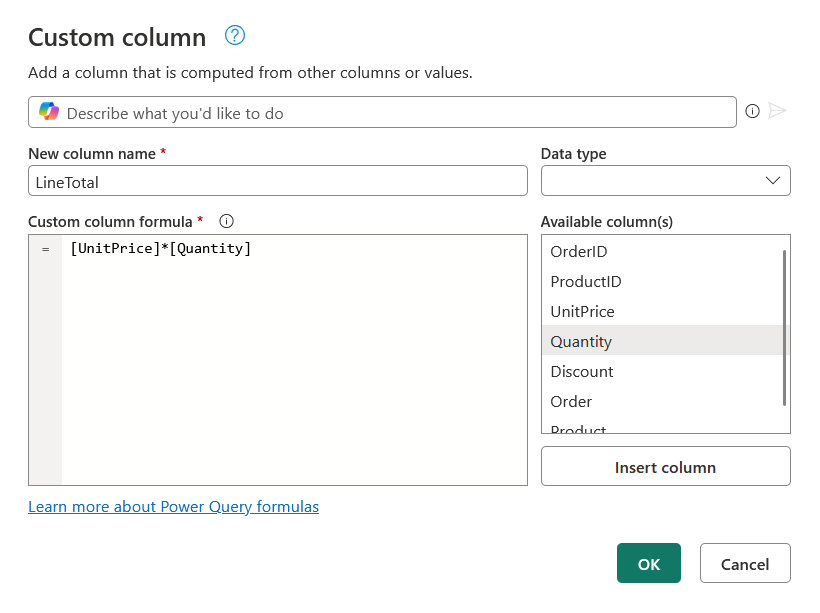 Custom column ?
Add a column that is computed from other columns or values.
Describe what you'd like to do
New column name *
Data type
LineTotal
Custom column formula *
Available column(s)
= [UnitPrice]*[Quantity]
OrderID
ProductID
UnitPrice
Quantity
Discount
Order
Product
Insert column
Learn more about Power Query formulas
OK
Cancel